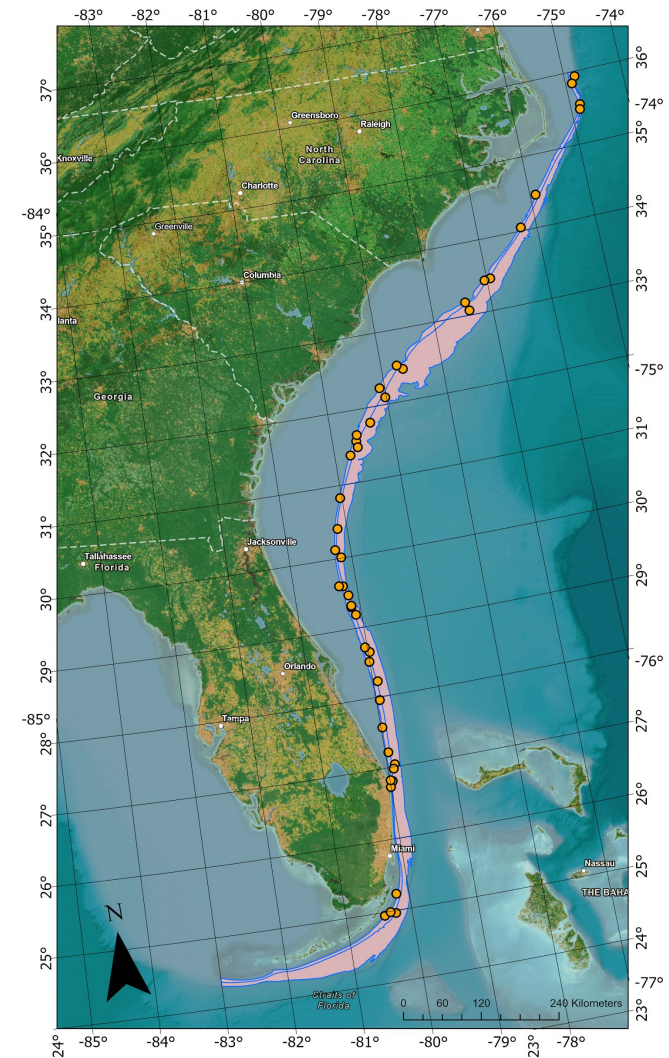 -83° -82° -81° -80° -79° -78° -77° -76° -75° -74°
36°
37°
-74°
Greensboro
Raleigh
35°
North
Carolina
Knoxville
36°
Charlotte
34°
-84°
Greenville
35°
Columbia
33°
34°
lanta
-75°
33°
Georgia
31°
32°
30°
31°
Jacksonville
Tallahassee
Florida
29°
30°
-76°
Orlando
29°
-85°
Tampa
27°
28°
26°
27°
Miami
25°
Nassau
26°
THE BAHA
N
24°
25°
-77°
Straits of
Florida
0 60 120 240 Kilometers
23°
24° -85° -84° -83° -82° -81° -80° -79° 23° -78°